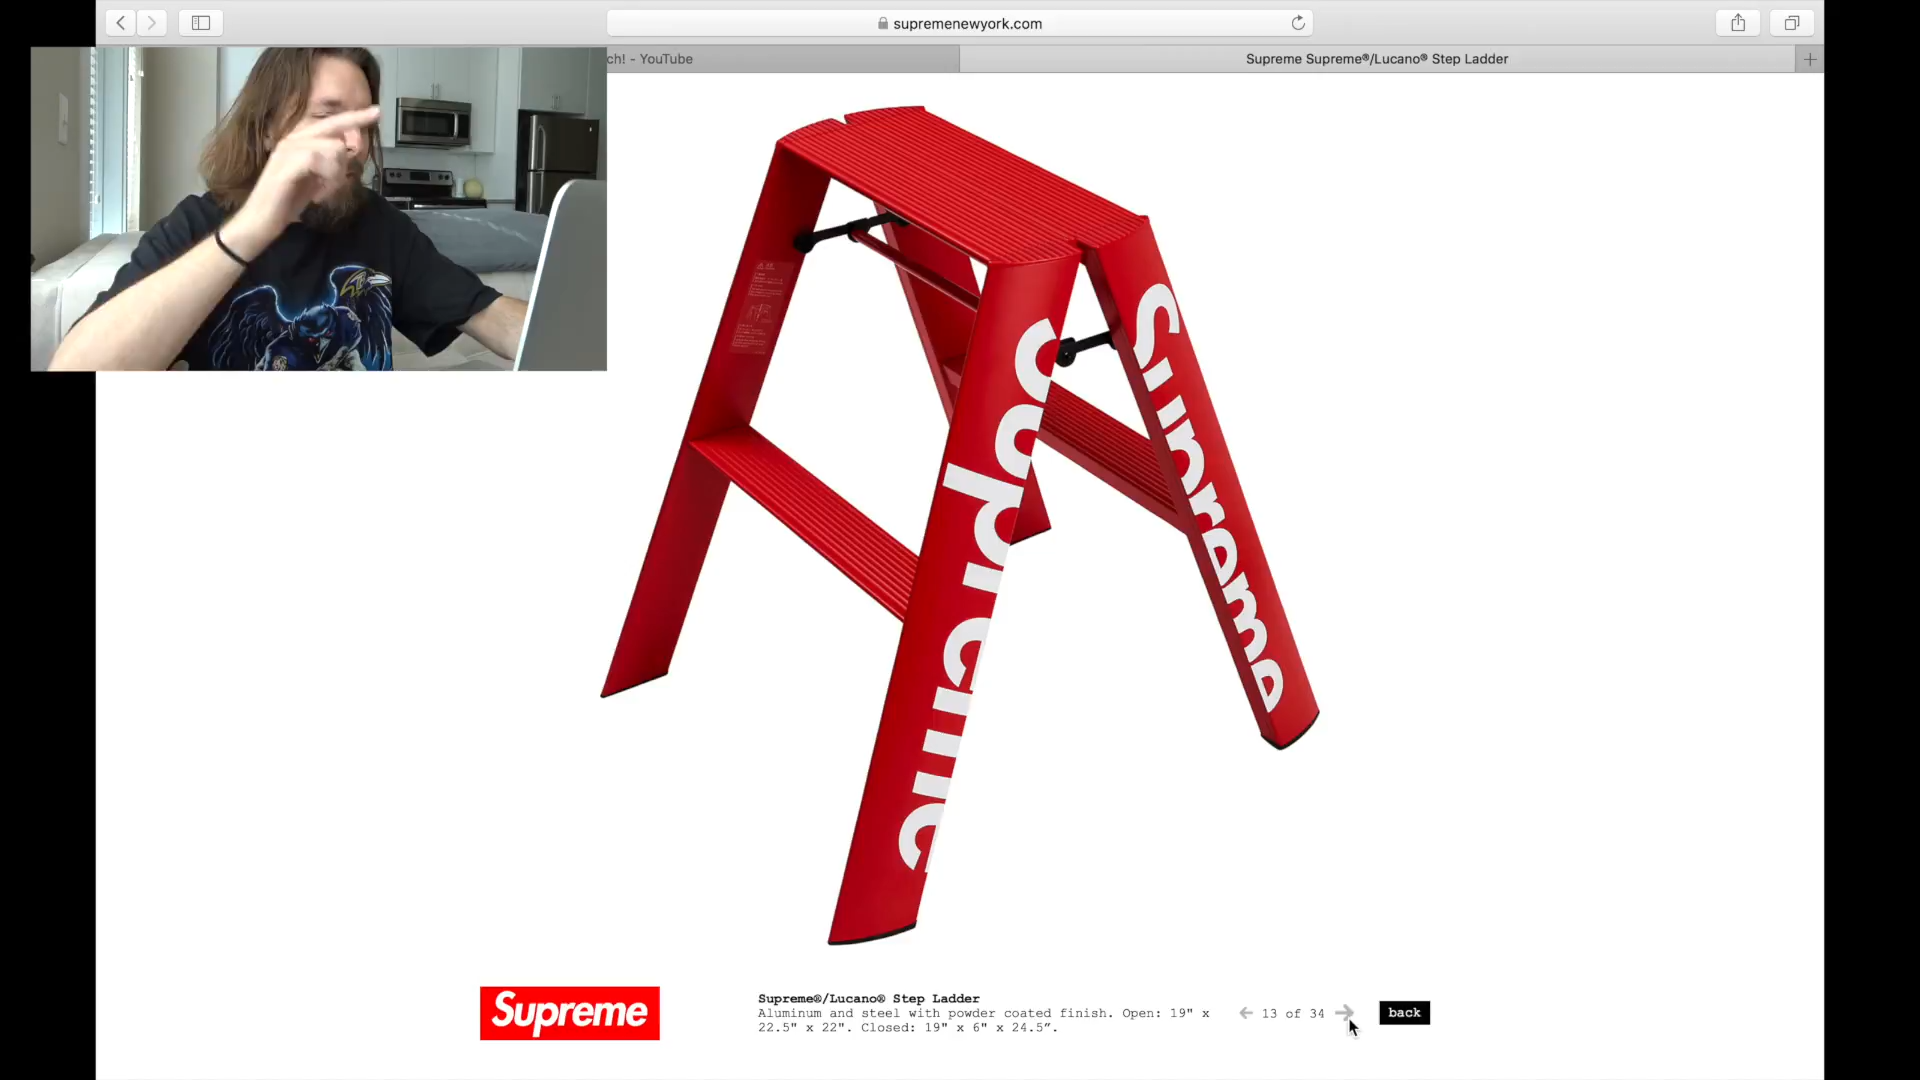 supremenewyork.com
ch! - YouTube
Supreme Supreme®/Lucano® Step Ladder
Supreme
Supreme
Supreme
Supreme®/Lucano® Step Ladder
Aluminum and steel with powder coated finish. Open: 19" x
22.5" x 22". Closed: 19" x 6" x 24.5”.
13 of 34
back